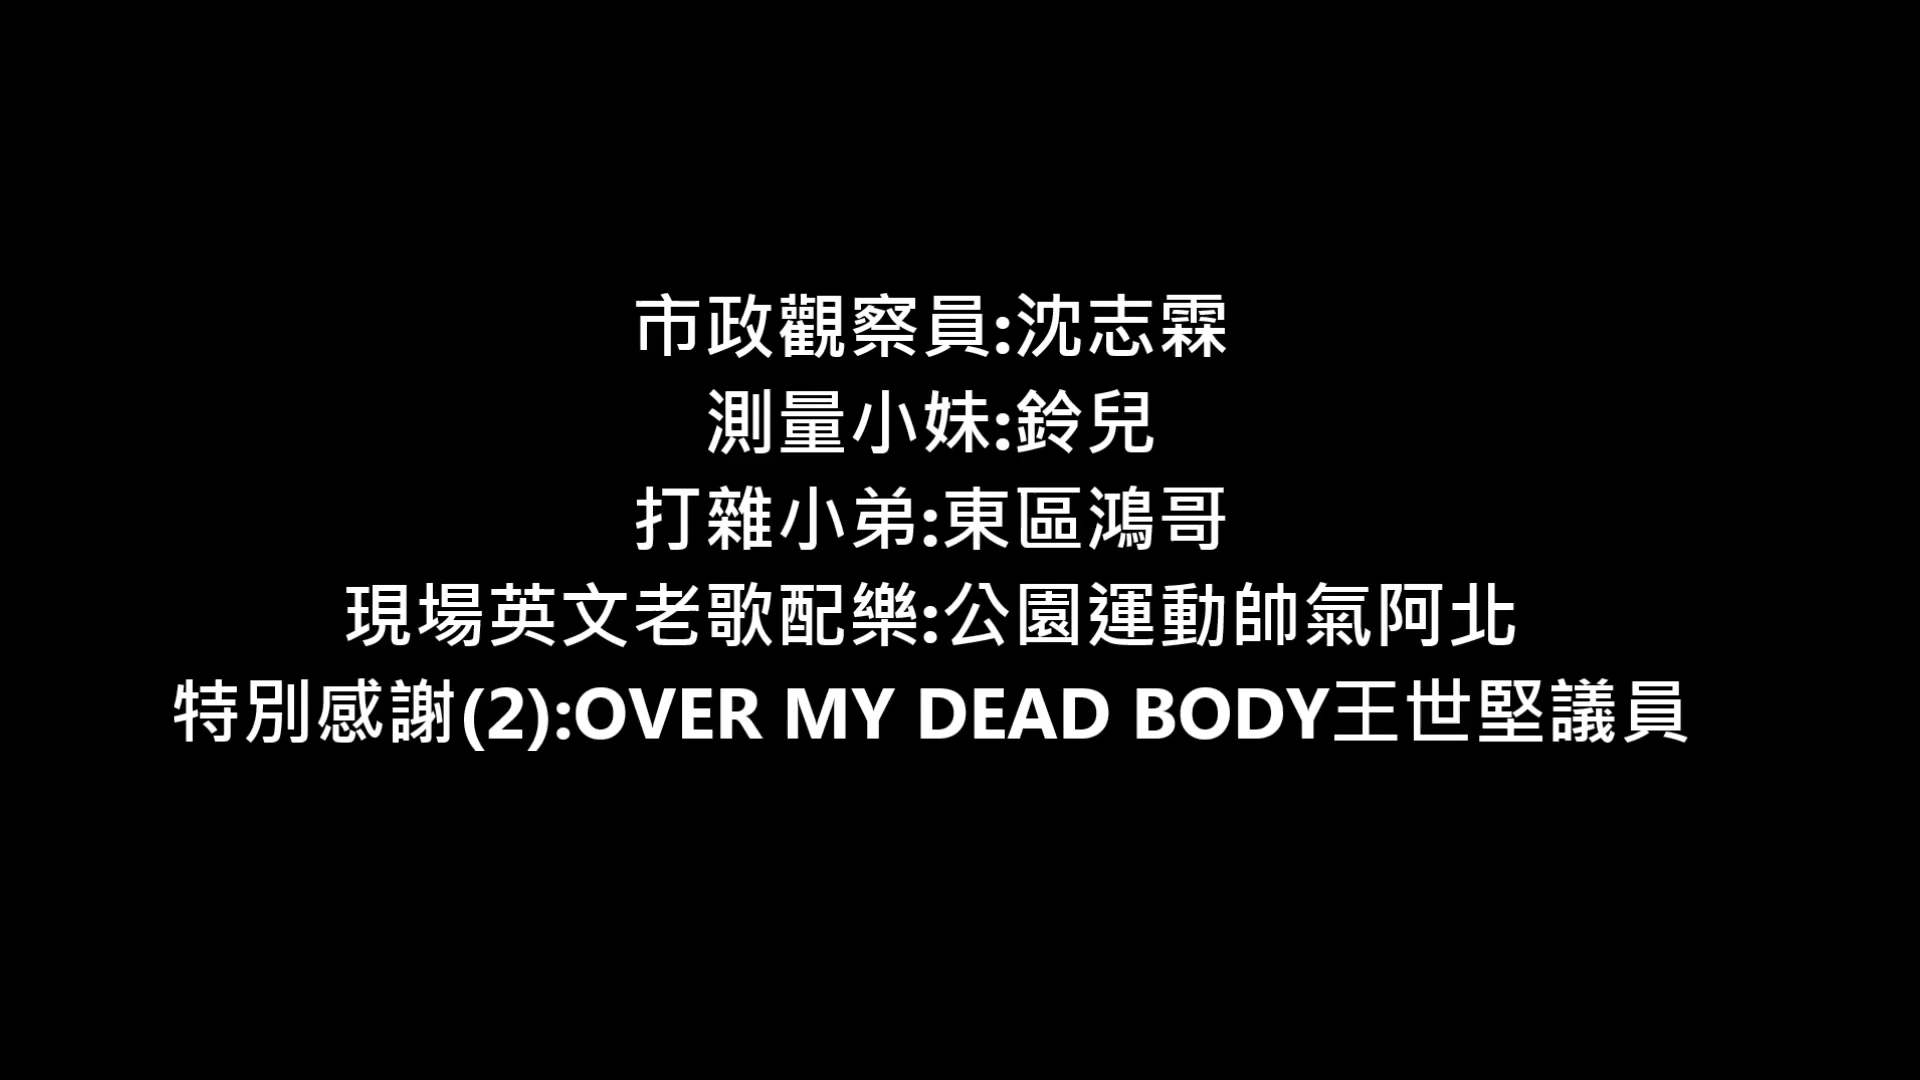 市政觀察員:沈志霖
測量小妹:鈴兒
打雜小弟:東區鴻哥
現場英文老歌配樂:公園運動帥氣阿北
特別感謝(2):OVER MY DEAD BODY王世堅議員